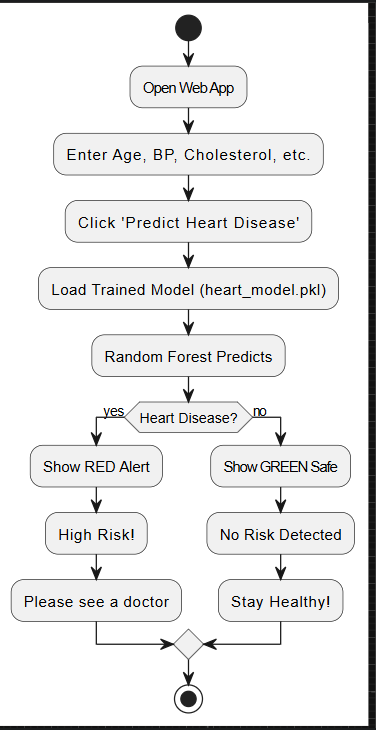 Open Web App
Enter Age, BP, Cholesterol, etc.
Click 'Predict Heart Disease'
Load Trained Model (heart_model.pkl)
Random Forest Predicts
yes
Heart Disease?
no
Show RED Alert
Show GREEN Safe
High Risk!
No Risk Detected
Please see a doctor
Stay Healthy!